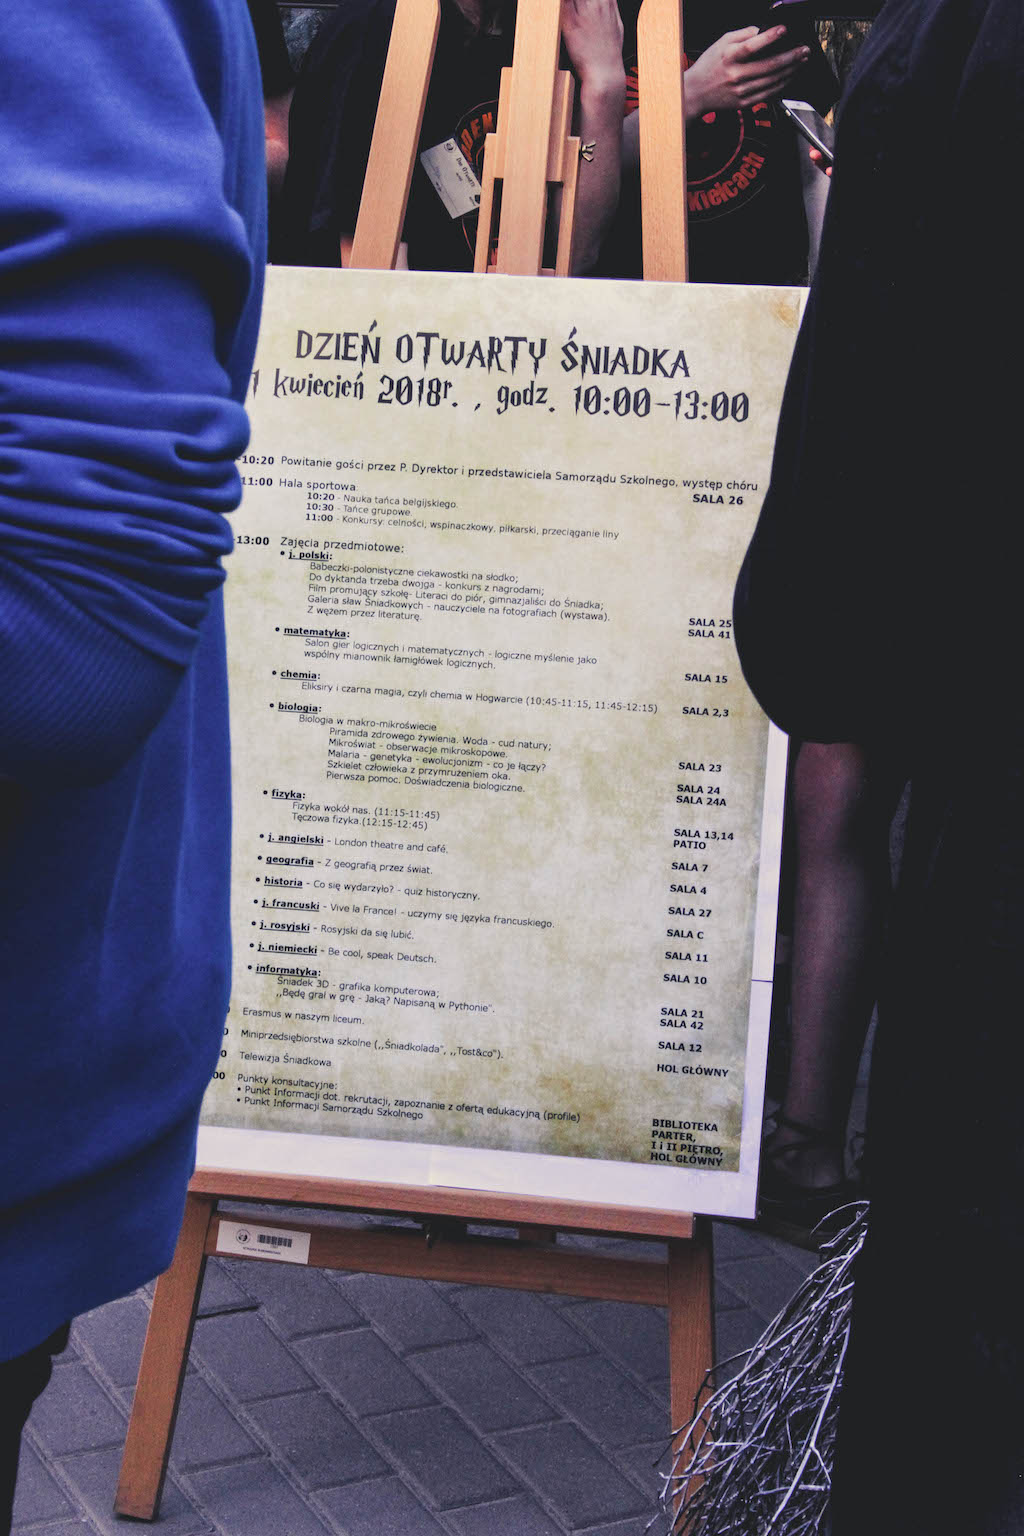 Kielcach
DZIEŃ OTWARTY ŚNIADKA
1 kwiecień 2018r. , godz. 10:00-13:00
-10:20 Powitanie gości przez P. Dyrektor i przedstawiciela Samorządu Szkolnego, występ chóru
SALA 26
11:00 Hala sportowa
10:20 - Nauka tańca belgijskiego.
10:30 - Tańce grupowe.
11:00 - Konkursy: celności, wspinaczkowy, piłkarski, przeciąganie liny
-13:00 Zajęcia przedmiotowe:
• j. polski:
Babeczki-polonistyczne ciekawostki na słodko;
Do dyktanda trzeba dwojga - konkurs z nagrodami;
Film promujący szkołę- Literaci do piór, gimnazjaliści do Śniadka;
Galeria sław Śniadkowych - nauczyciele na fotografiach (wystawa). SALA 25
Z wężem przez literaturę. SALA 41
• matematyka:
Salon gier logicznych i matematycznych - logiczne myślenie jako
wspólny mianownik łamigłówek logicznych. SALA 15
• chemia:
Eliksiry i czarna magia, czyli chemia w Hogwarcie (10:45-11:15, 11:45-12:15) SALA 2,3
• biologia:
Biologia w makro-mikroświecie
Piramida zdrowego żywienia. Woda - cud natury;
Mikroświat - obserwacje mikroskopowe. SALA 23
Malaria - genetyka - ewolucjonizm - co je łączy?
Szkielet człowieka z przymrużeniem oka. SALA 24
Pierwsza pomoc. Doświadczenia biologiczne. SALA 24A
• fizyka:
Fizyka wokół nas. (11:15-11:45) SALA 13,14
Tęczowa fizyka.(12:15-12:45) PATIO
• j. angielski - London theatre and café. SALA 7
• geografia - Z geografią przez świat. SALA 4
• historia - Co się wydarzyło? - quiz historyczny. SALA 27
• j. francuski - Vive la France! - uczymy się języka francuskiego. SALA C
• j. rosyjski - Rosyjski da się lubić. SALA 11
• j. niemiecki - Be cool, speak Deutsch. SALA 10
• informatyka:
Śniadek 3D - grafika komputerowa; SALA 21
,,Będę grał w grę - Jaką? Napisaną w Pythonie". SALA 42
0 Erasmus w naszym liceum. SALA 12
0 Miniprzedsiębiorstwa szkolne (,,Śniadkolada", ,,Tost&co"). HOL GŁÓWNY
0 Telewizja Śniadkowa
00 Punkty konsultacyjne:
• Punkt Informacji dot. rekrutacji, zapoznanie z ofertą edukacyjną (profile)
• Punkt Informacji Samorządu Szkolnego
BIBLIOTEKA
PARTER,
I i II PIĘTRO,
HOL GŁÓWNY